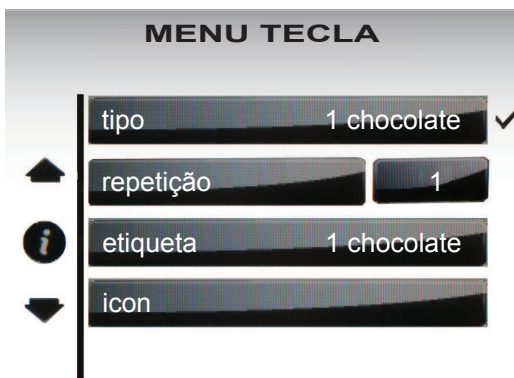 MENU TECLA
tipo 1 chocolate
repetição 1
etiqueta 1 chocolate
icon
i